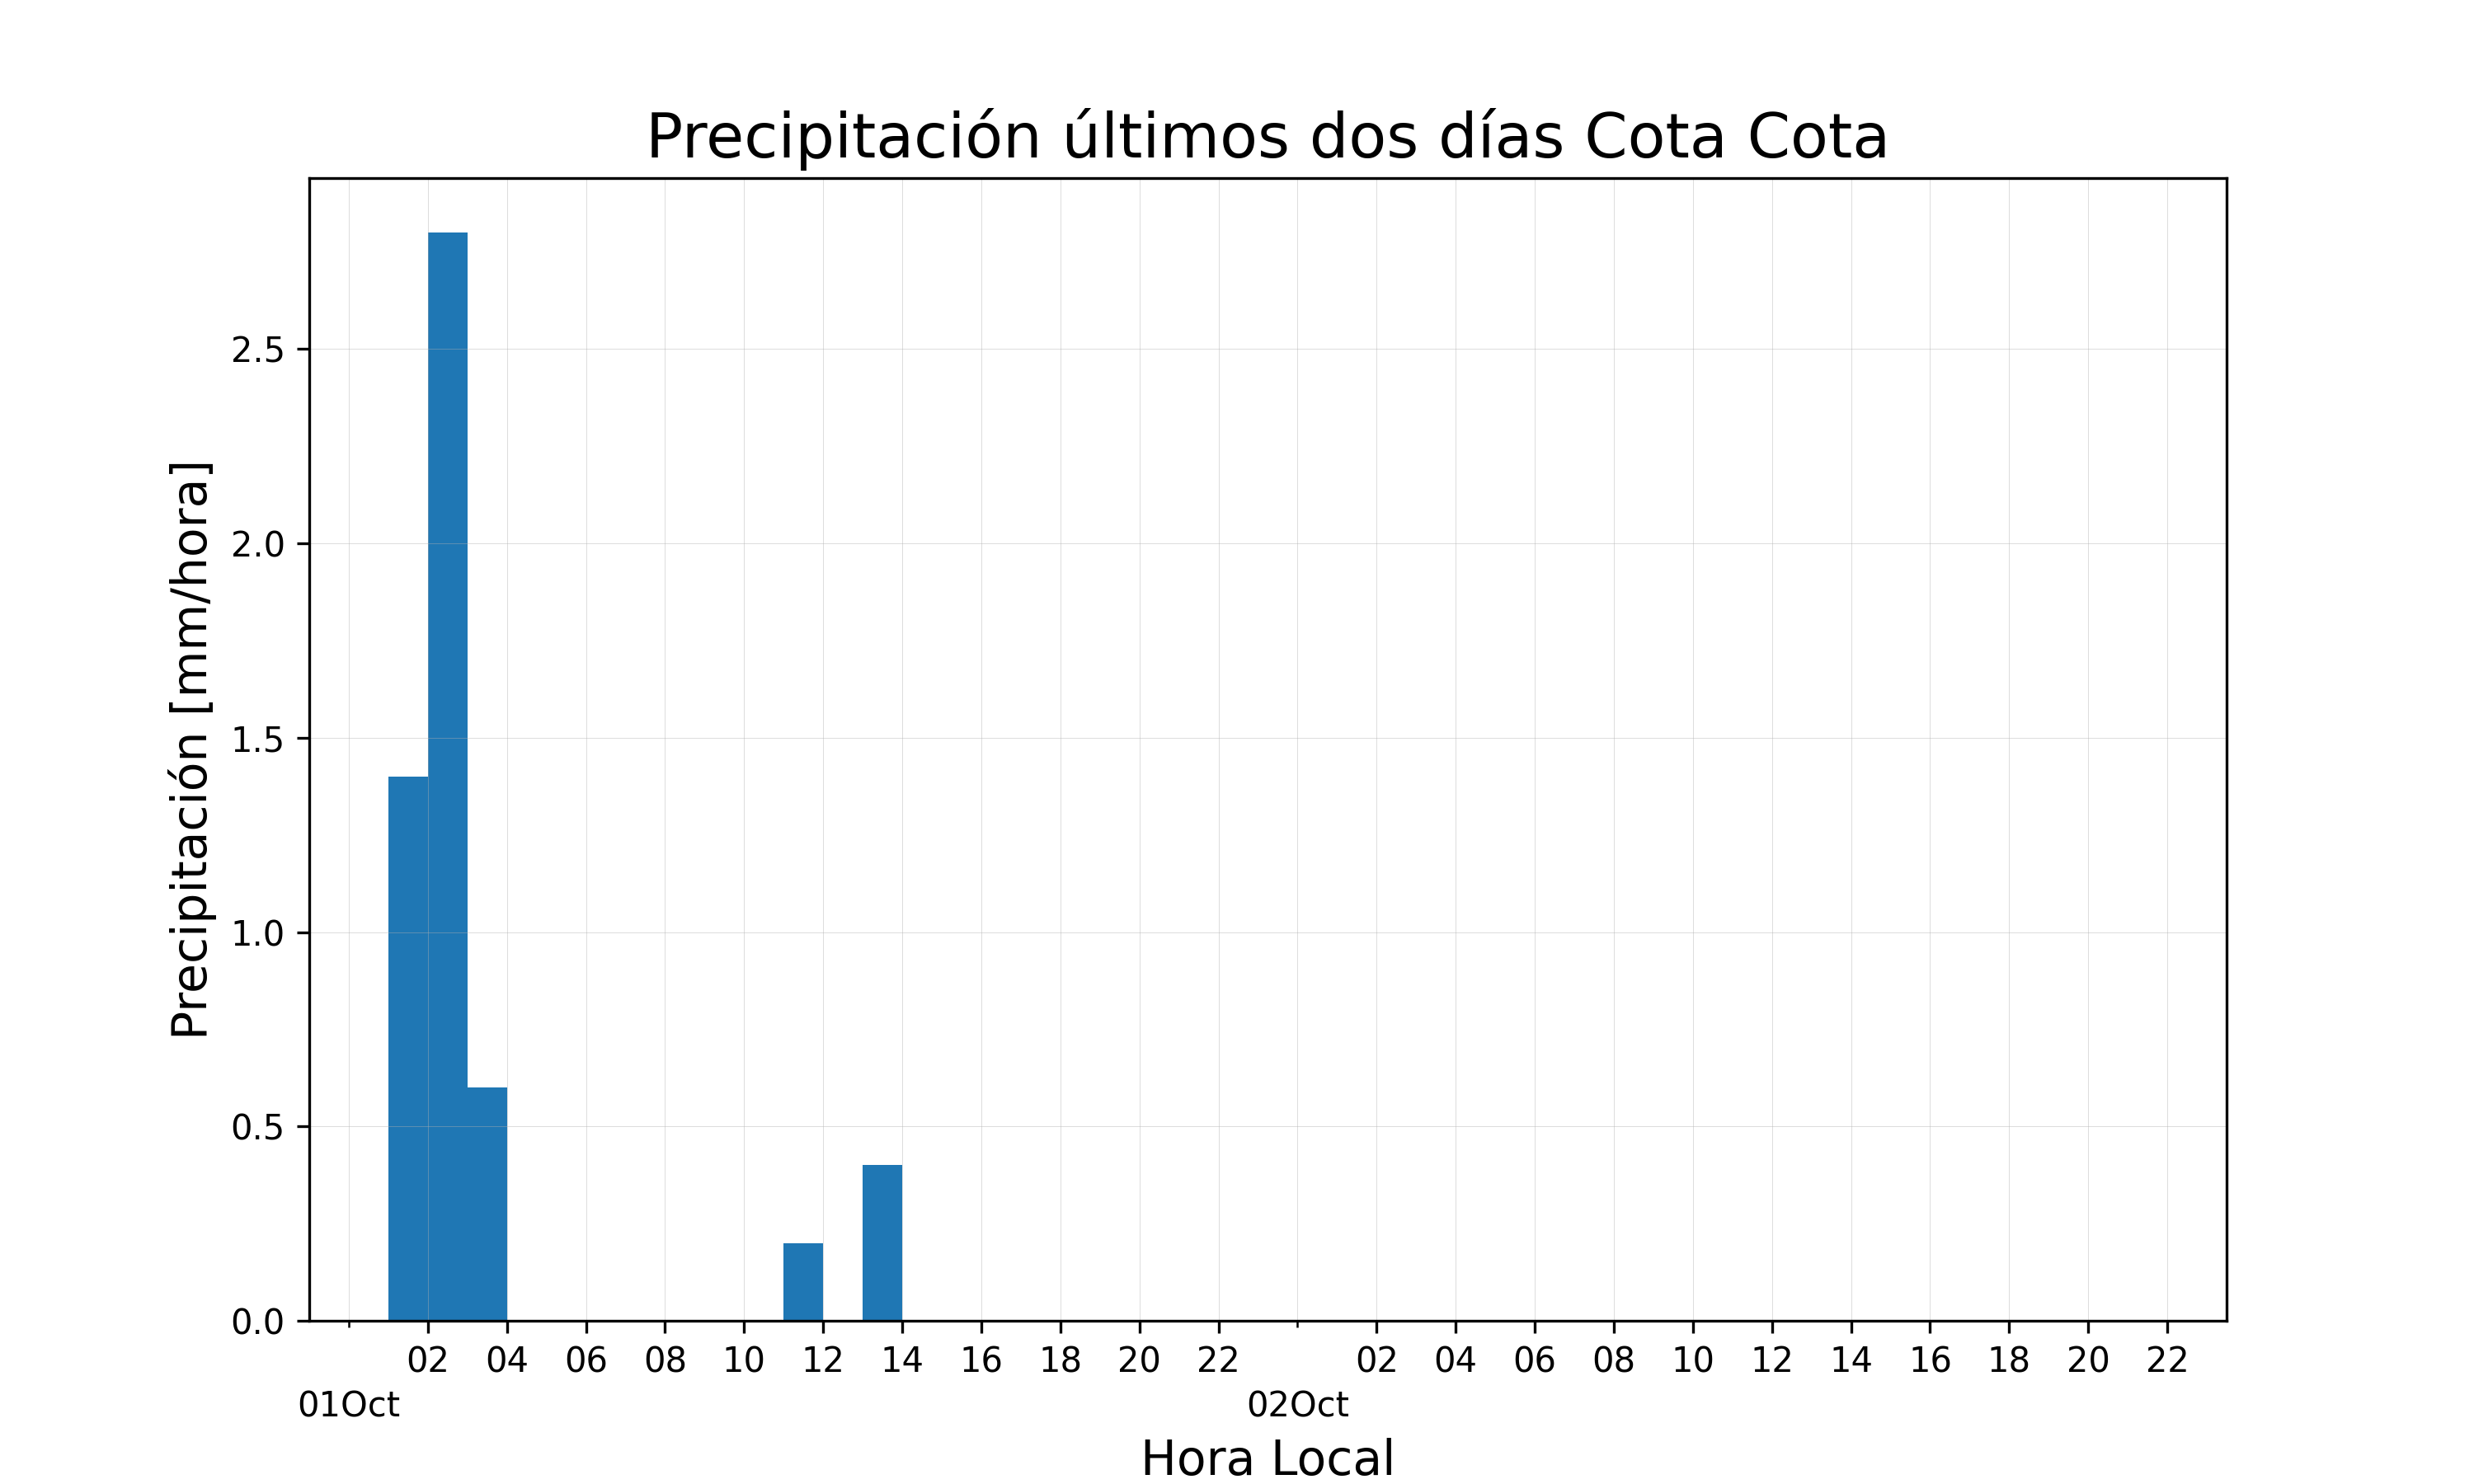 Precipitación últimos dos días Cota Cota
Precipitación [mm/hora]
2.5
2.0
1.5
1.0
0.5
0.0
02 04 06 08 10 12 14 16 18 20 22 02 04 06 08 10 12 14 16 18 20 22
01Oct 02Oct
Hora Local